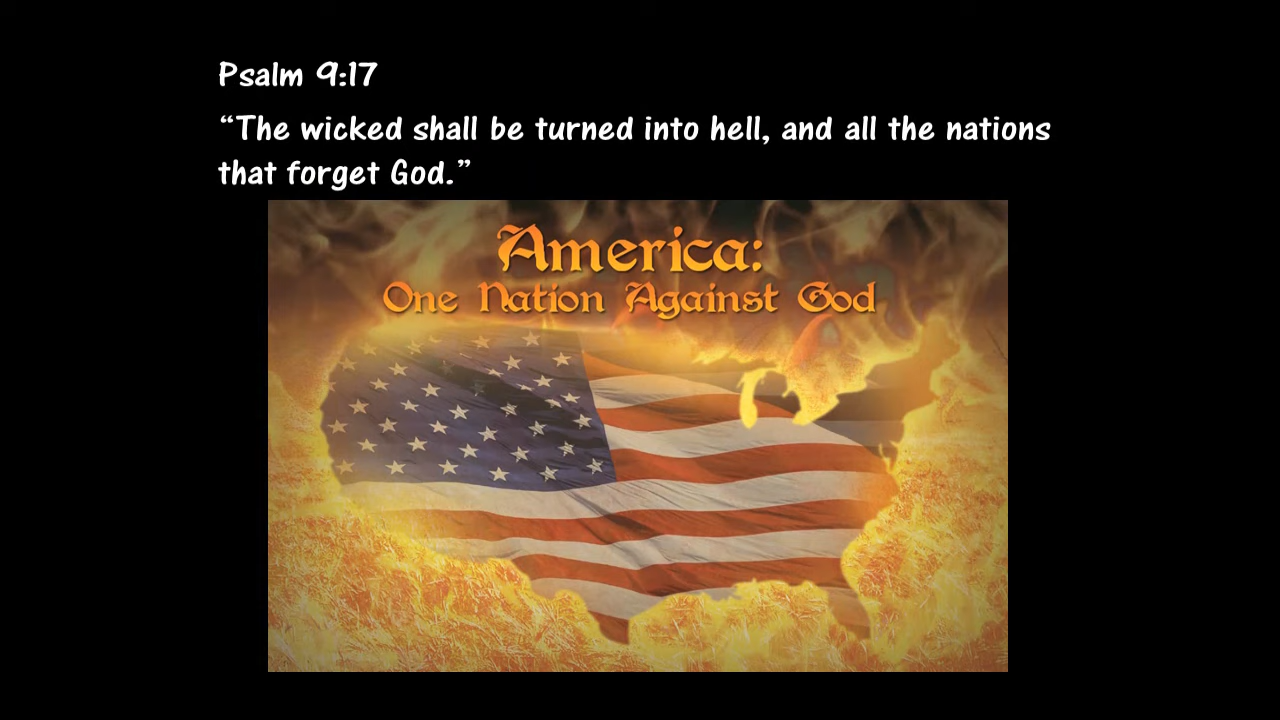 Psalm 9:17
“The wicked shall be turned into hell, and all the nations
that forget God.”
America:
One Nation Against God